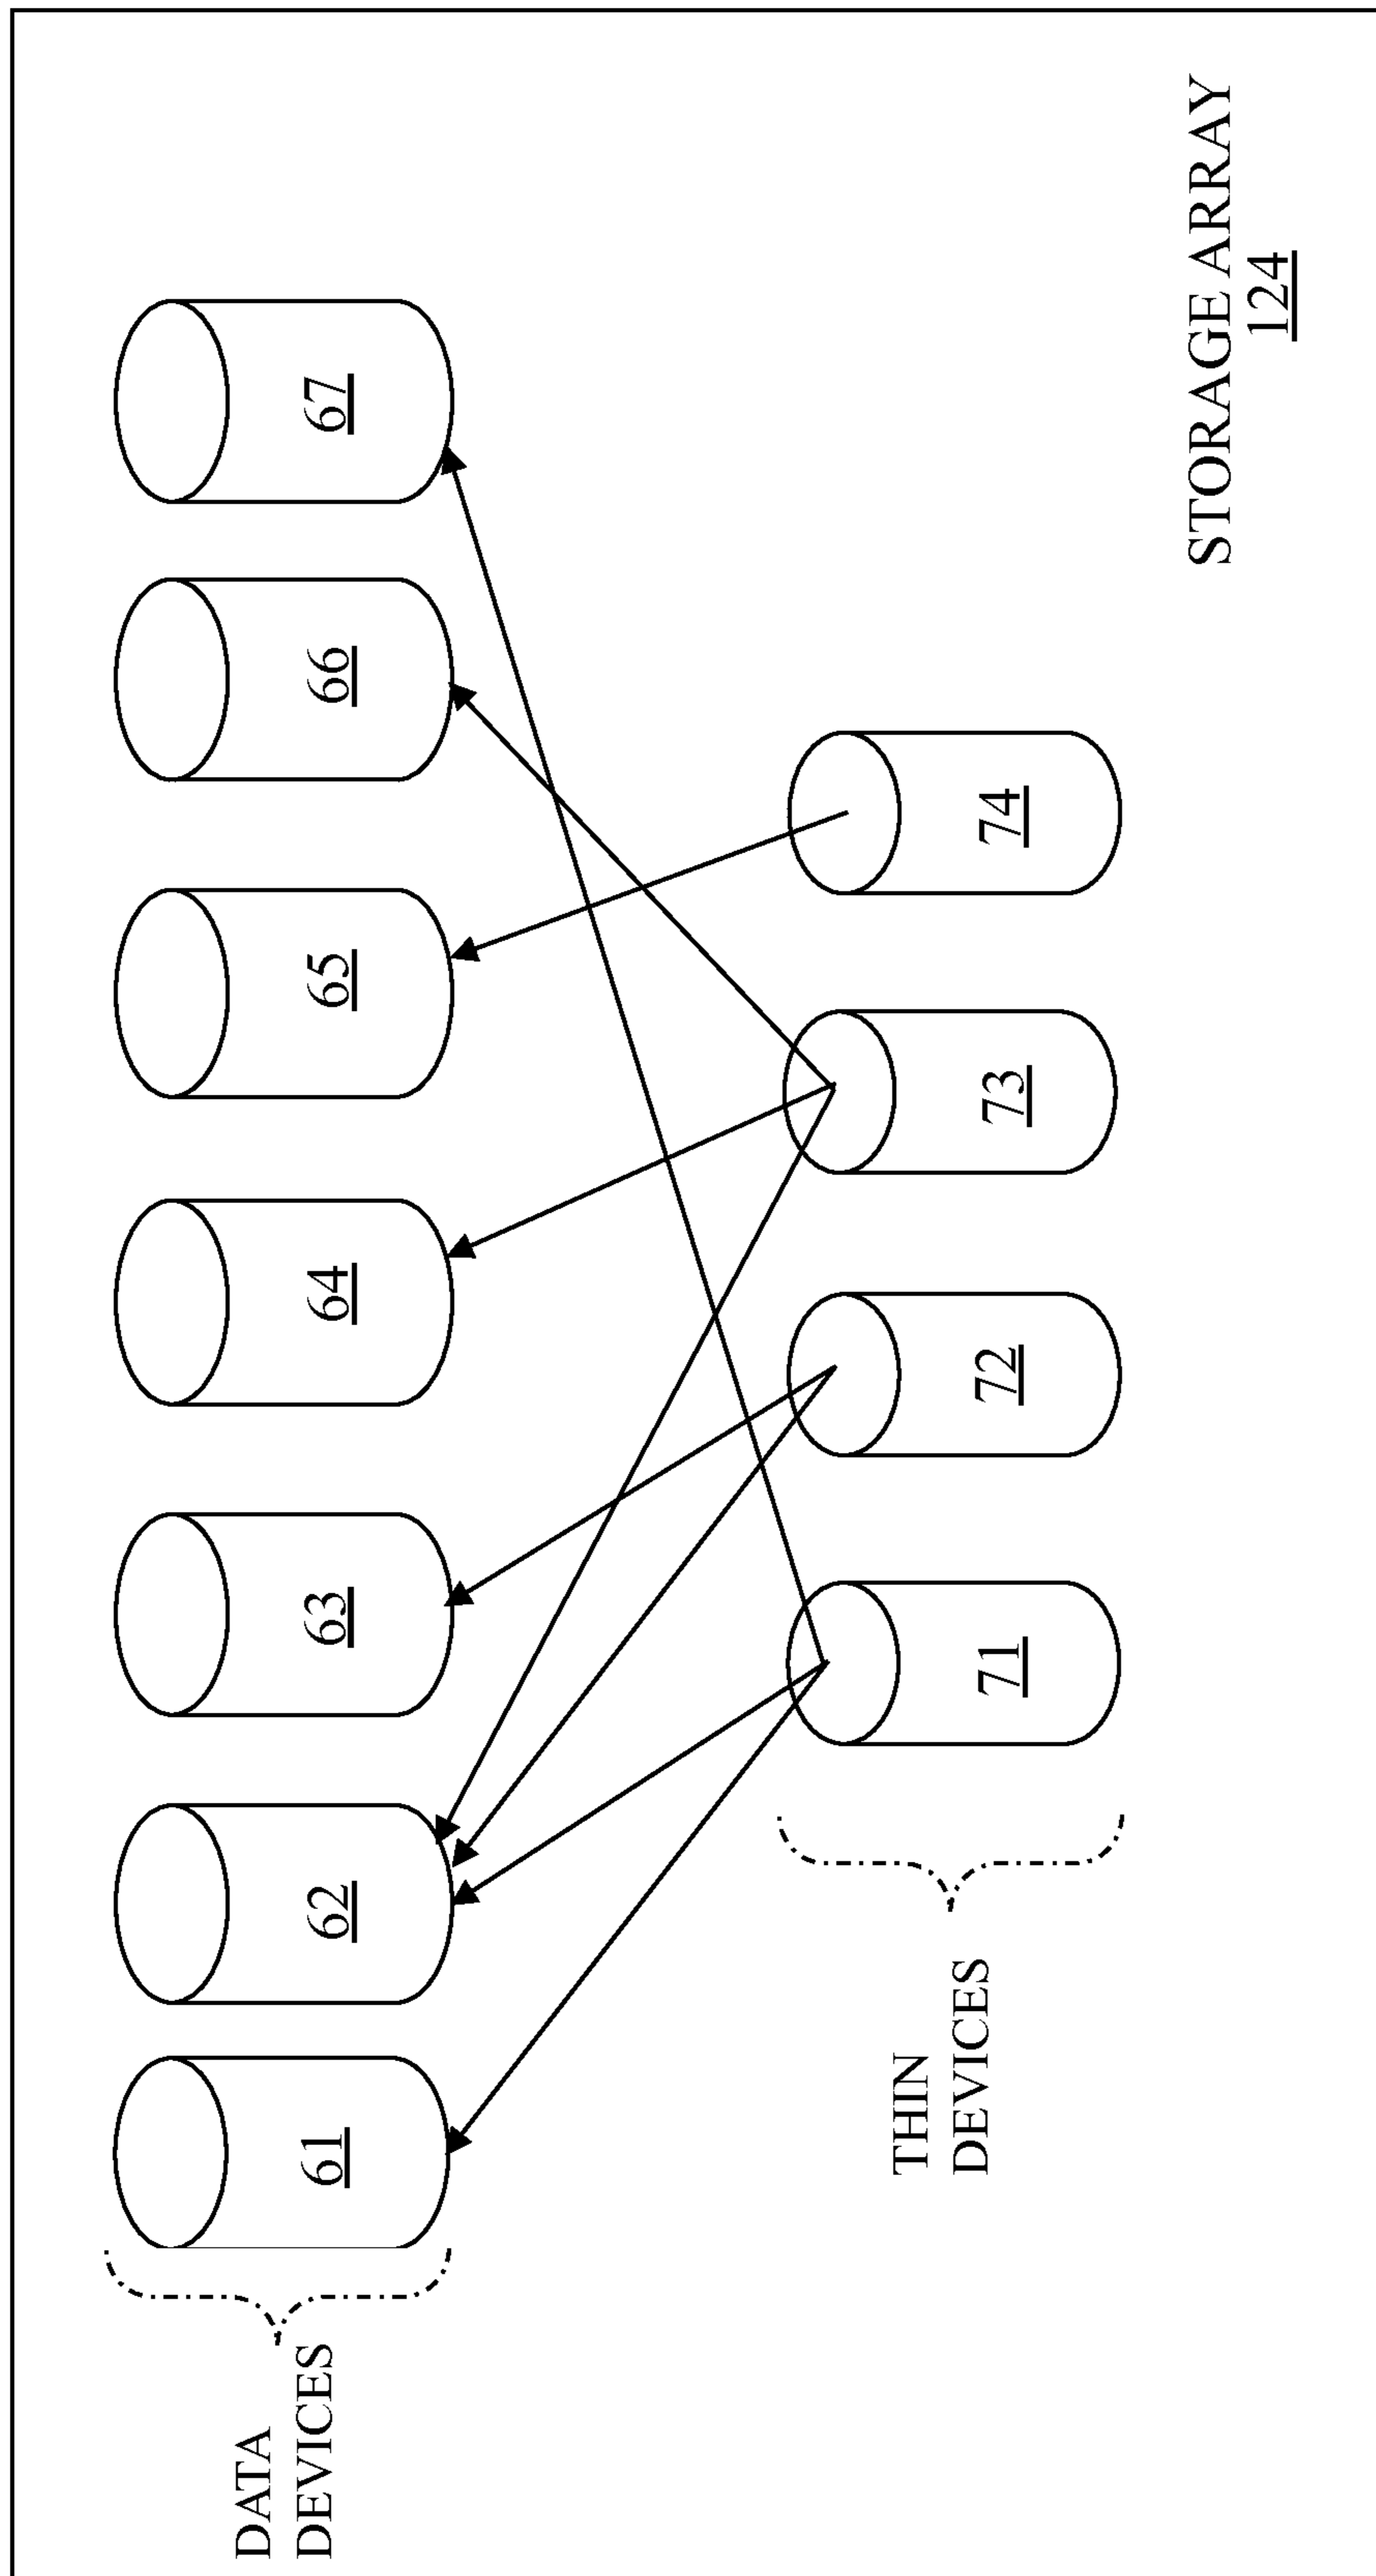 DATA
DEVICES
61
62
63
64
65
66
67
THIN
DEVICES
71
72
73
74
STORAGE ARRAY
124